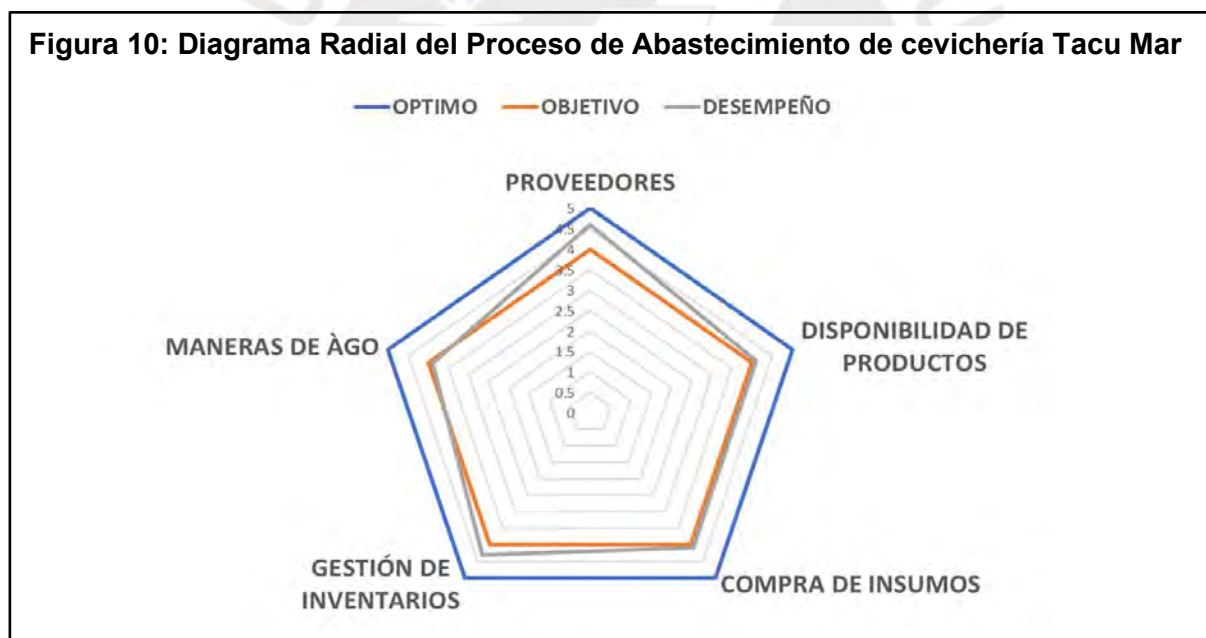 Figura 10: Diagrama Radial del Proceso de Abastecimiento de cevichería Tacu Mar
OPTIMO OBJETIVO DESEMPEÑO
PROVEEDORES
5
4.5
4
3.5
3
2.5
2
1.5
1
0.5
0
DISPONIBILIDAD DE
PRODUCTOS
MANERAS DE ÀGO
COMPRA DE INSUMOS
GESTIÓN DE
INVENTARIOS